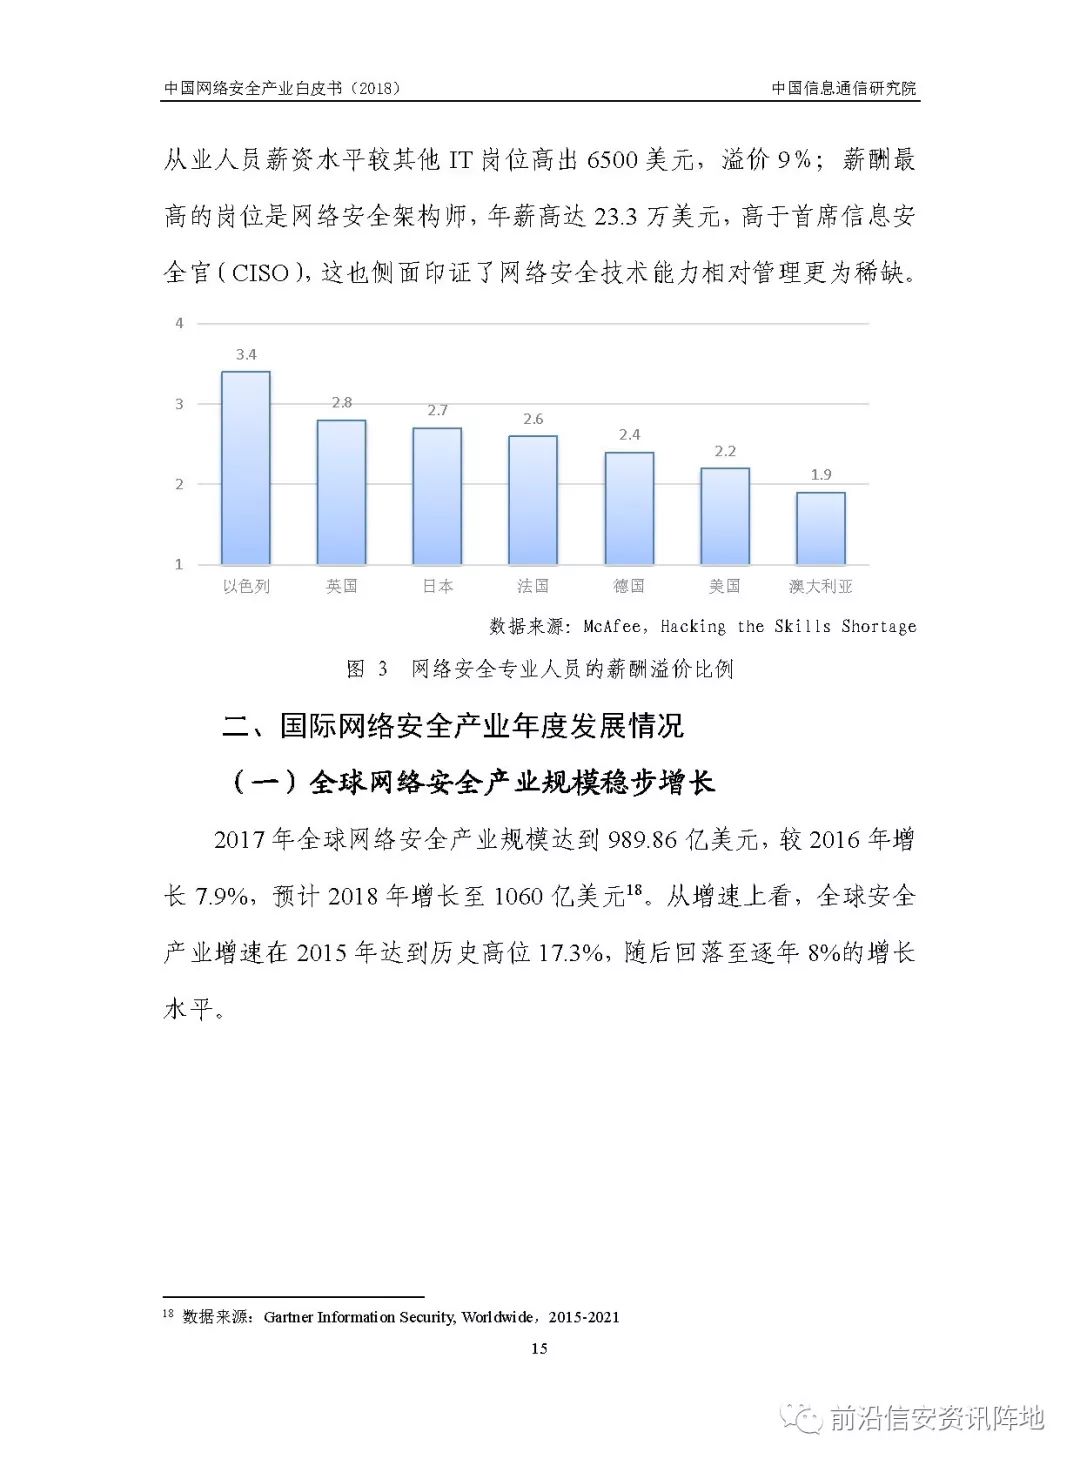 中国网络安全产业白皮书（2018） 中国信息通信研究院
从业人员薪资水平较其他 IT 岗位高出 6500 美元，溢价 9%；薪酬最
高的岗位是网络安全架构师，年薪高达 23.3 万美元，高于首席信息安
全官（CISO），这也侧面印证了网络安全技术能力相对管理更为稀缺。
4
3.4
3
2.8
2.7
2.6
2.4
2.2
2
1.9
1
以色列 英国 日本 法国 德国 美国 澳大利亚
数据来源：McAfee，Hacking the Skills Shortage
图 3 网络安全专业人员的薪酬溢价比例
二、国际网络安全产业年度发展情况
（一）全球网络安全产业规模稳步增长
2017 年全球网络安全产业规模达到 989.86 亿美元，较 2016 年增
长 7.9%，预计 2018 年增长至 1060 亿美元18。从增速上看，全球安全
产业增速在 2015 年达到历史高位 17.3%，随后回落至逐年 8%的增长
水平。
18 数据来源：Gartner Information Security, Worldwide，2015-2021
15
前沿信安资讯阵地